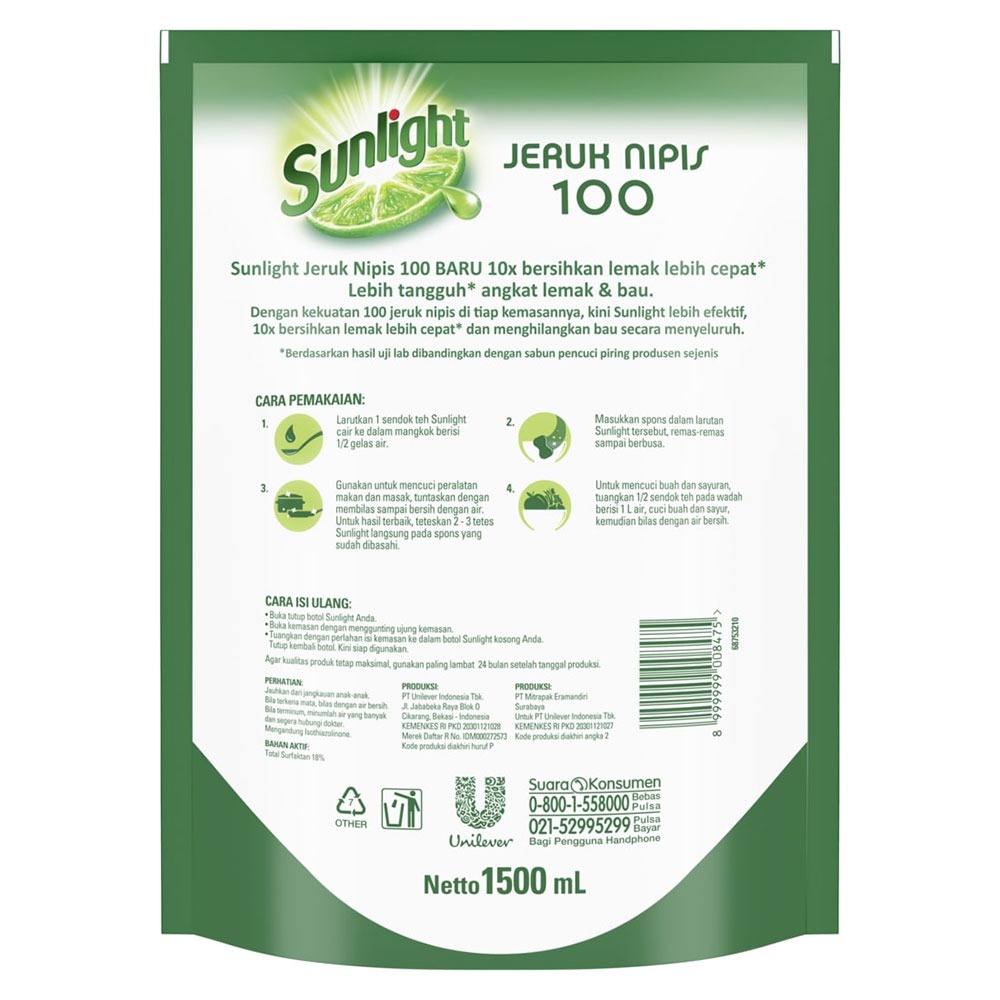 Sunlight
JERUK NIPIS
100
Sunlight Jeruk Nipis 100 BARU 10x bersihkan lemak lebih cepat*
Lebih tangguh* angkat lemak & bau.
Dengan kekuatan 100 jeruk nipis di tiap kemasannya, kini Sunlight lebih efektif,
10x bersihkan lemak lebih cepat* dan menghilangkan bau secara menyeluruh.
*Berdasarkan hasil uji lab dibandingkan dengan sabun pencuci piring produsen sejenis
CARA PEMAKAIAN:
1.
Larutkan 1 sendok teh Sunlight
cair ke dalam mangkok berisi
1/2 gelas air.
2.
Masukkan spons dalam larutan
Sunlight tersebut, remas-remas
sampai berbusa.
3.
Gunakan untuk mencuci peralatan
makan dan masak, tuntaskan dengan
membilas sampai bersih dengan air.
Untuk hasil terbaik, teteskan 2 - 3 tetes
Sunlight langsung pada spons yang
sudah dibasahi.
4.
Untuk mencuci buah dan sayuran,
tuangkan 1/2 sendok teh pada wadah
berisi 1 L air, cuci buah dan sayur,
kemudian bilas dengan air bersih.
CARA ISI ULANG:
• Buka tutup botol Sunlight Anda.
• Buka kemasan dengan menggunting ujung kemasan.
• Tuangkan dengan perlahan isi kemasan ke dalam botol Sunlight kosong Anda.
Tutup kembali botol. Kini siap digunakan.
Agar kualitas produk tetap maksimal, gunakan paling lambat 24 bulan setelah tanggal produksi.
PERHATIAN:
Jauhkan dari jangkauan anak-anak.
Bila terkena mata, bilas dengan air bersih.
Bila terminum, minumlah air yang banyak
dan segera hubungi dokter.
Mengandung Isothiazolinone.
BAHAN AKTIF:
Total Surfaktan 18%
PRODUKSI:
PT Unilever Indonesia Tbk.
Jl. Jababeka Raya Blok O
Cikarang, Bekasi - Indonesia
KEMENKES RI PKD 20301121028
Merek Daftar R No. IDM000272573
Kode produksi diakhiri huruf P
PRODUKSI:
PT Mitrapak Eramandiri
Surabaya
Untuk PT Unilever Indonesia Tbk.
KEMENKES RI PKD 20301121027
Kode produksi diakhiri angka 2
8 999999 008475 >
68753210
7
OTHER
Unilever
Suara Konsumen
0-800-1-558000 Bebas Pulsa
021-52995299 Pulsa Bayar
Bagi Pengguna Handphone
Netto 1500 mL